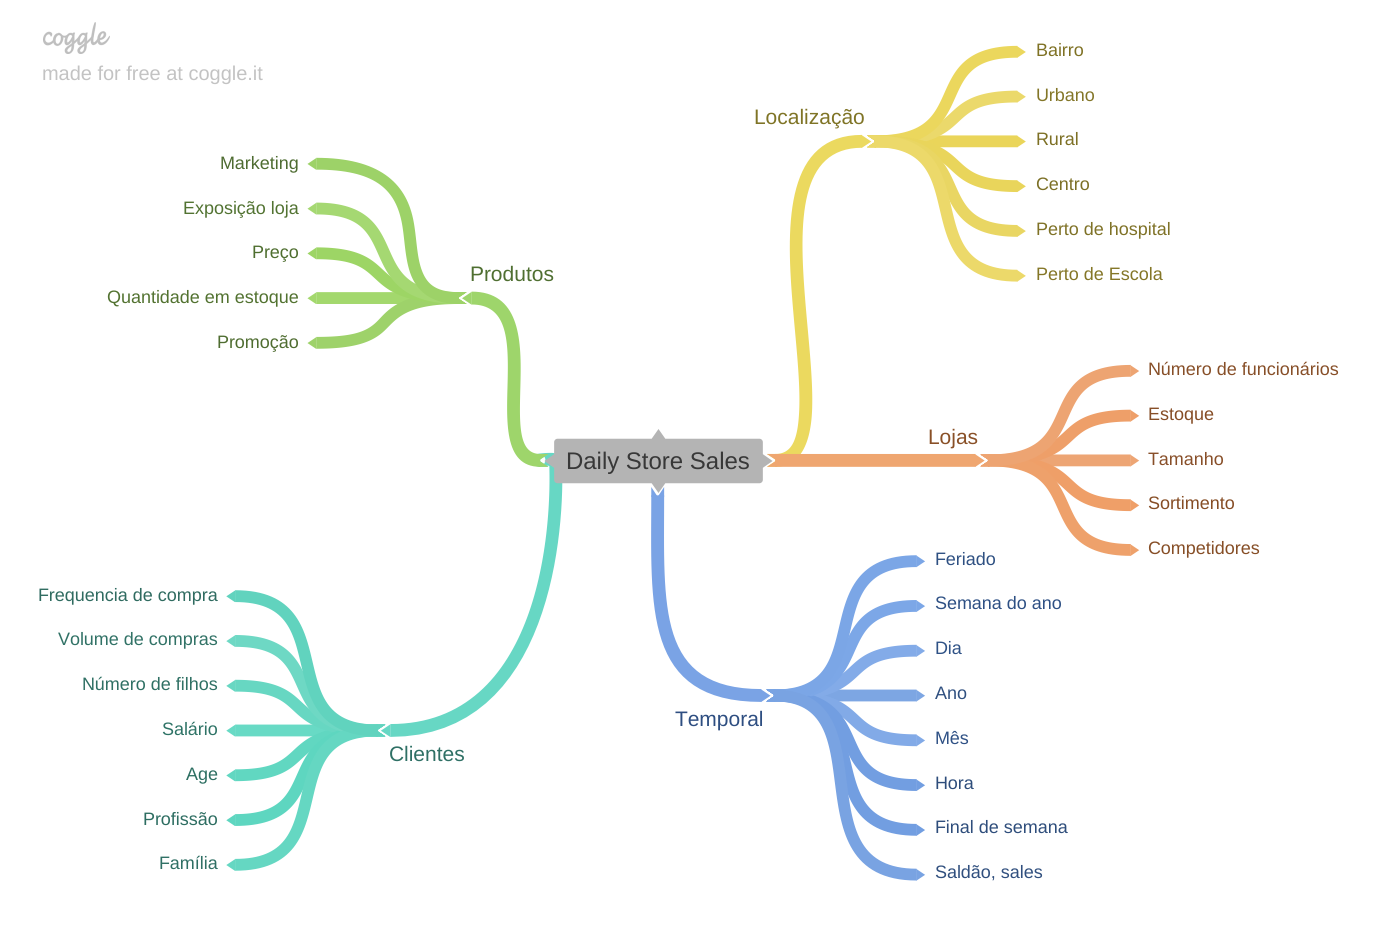 coggle
made for free at coggle.it
Daily Store Sales
Localização
Bairro
Urbano
Rural
Centro
Perto de hospital
Perto de Escola
Lojas
Número de funcionários
Estoque
Tamanho
Sortimento
Competidores
Temporal
Feriado
Semana do ano
Dia
Ano
Mês
Hora
Final de semana
Saldão, sales
Produtos
Marketing
Exposição loja
Preço
Quantidade em estoque
Promoção
Clientes
Frequencia de compra
Volume de compras
Número de filhos
Salário
Age
Profissão
Família